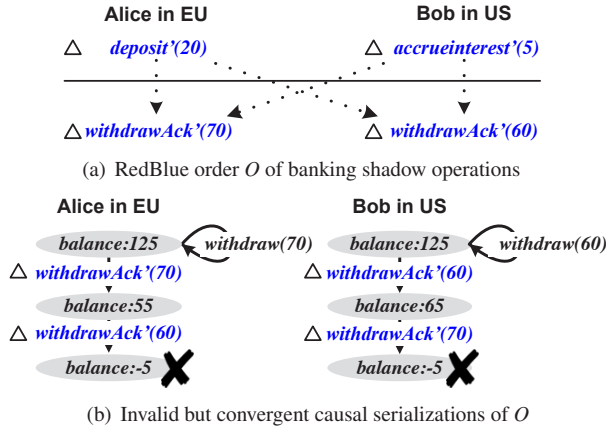 Alice in EU Bob in US
△ deposit'(20) △ accrueinterest'(5)
△ withdrawAck'(70) △ withdrawAck'(60)
(a) RedBlue order O of banking shadow operations
Alice in EU Bob in US
balance:125 withdraw(70) balance:125 withdraw(60)
△ withdrawAck'(70) △ withdrawAck'(60)
balance:55 balance:65
△ withdrawAck'(60) △ withdrawAck'(70)
balance:-5 balance:-5
(b) Invalid but convergent causal serializations of O